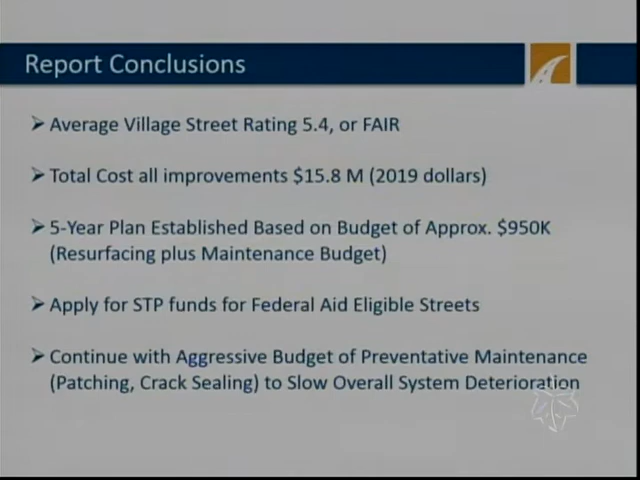 Report Conclusions
➤ Average Village Street Rating 5.4, or FAIR
➤ Total Cost all improvements $15.8 M (2019 dollars)
➤ 5-Year Plan Established Based on Budget of Approx. $950K
(Resurfacing plus Maintenance Budget)
➤ Apply for STP funds for Federal Aid Eligible Streets
➤ Continue with Aggressive Budget of Preventative Maintenance
(Patching, Crack Sealing) to Slow Overall System Deterioration